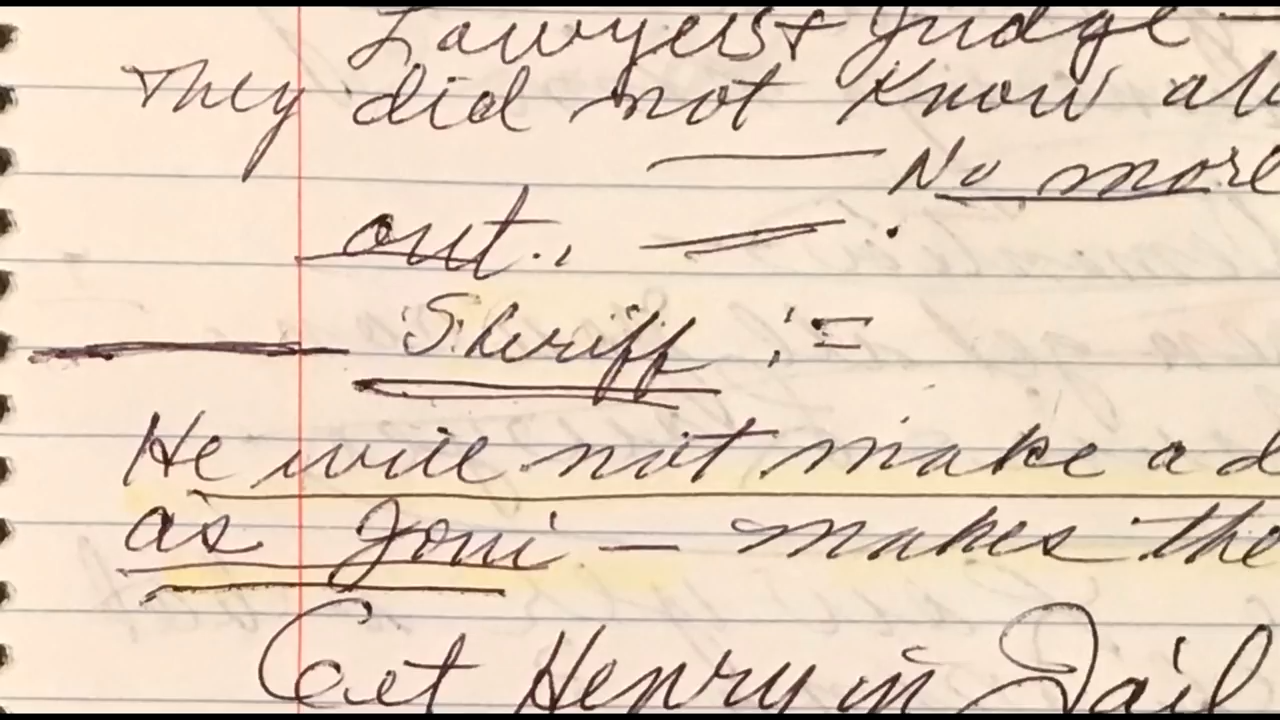 Lawyers + Judge —
They did not know
— No more
out.
Sheriff :=
He will not make a
as Joni — makes the
Get Henry in Jail